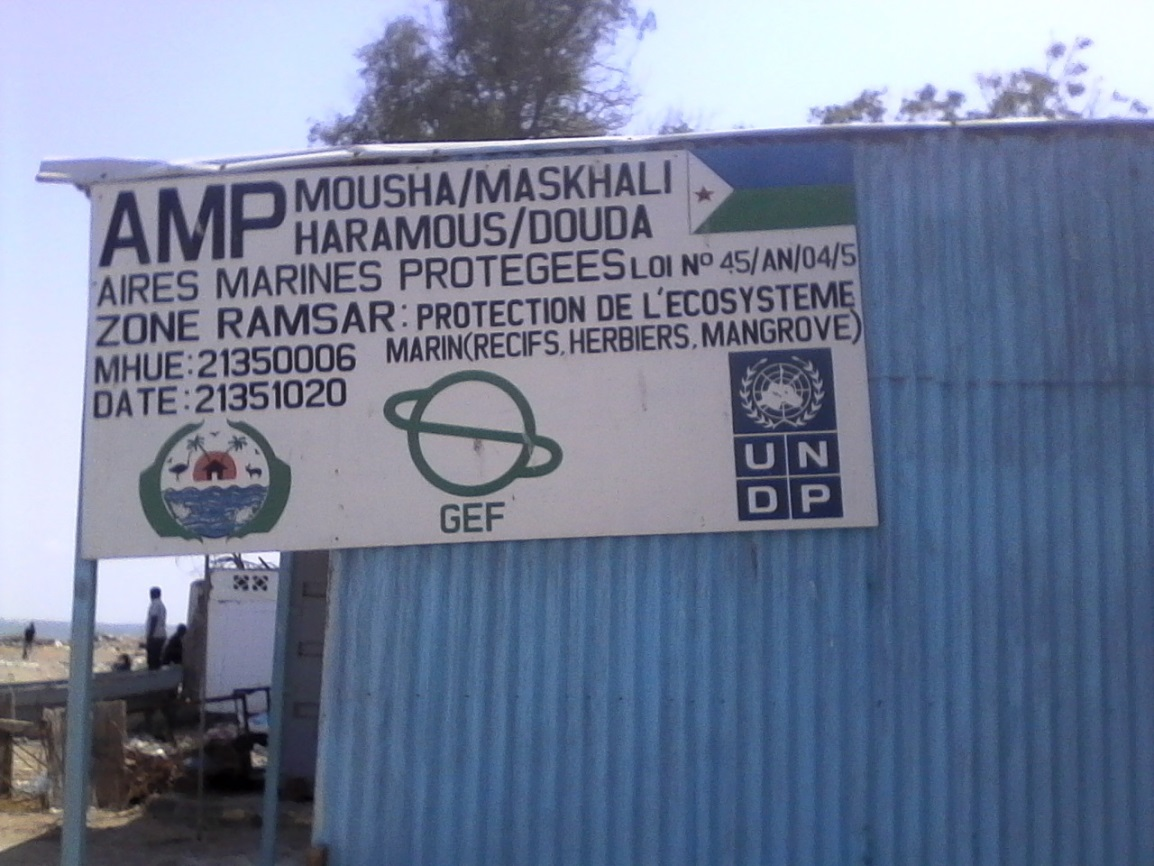 AMP MOUSHA/MASKHALI
HARAMOUS/DOUDA
AIRES MARINES PROTEGEES LOI Nº 45/AN/04/5
ZONE RAMSAR: PROTECTION DE L'ECOSYSTEME
MARIN(RECIFS, HERBIERS, MANGROVE)
MHUE: 21350006
DATE: 21351020
GEF
UN
DP